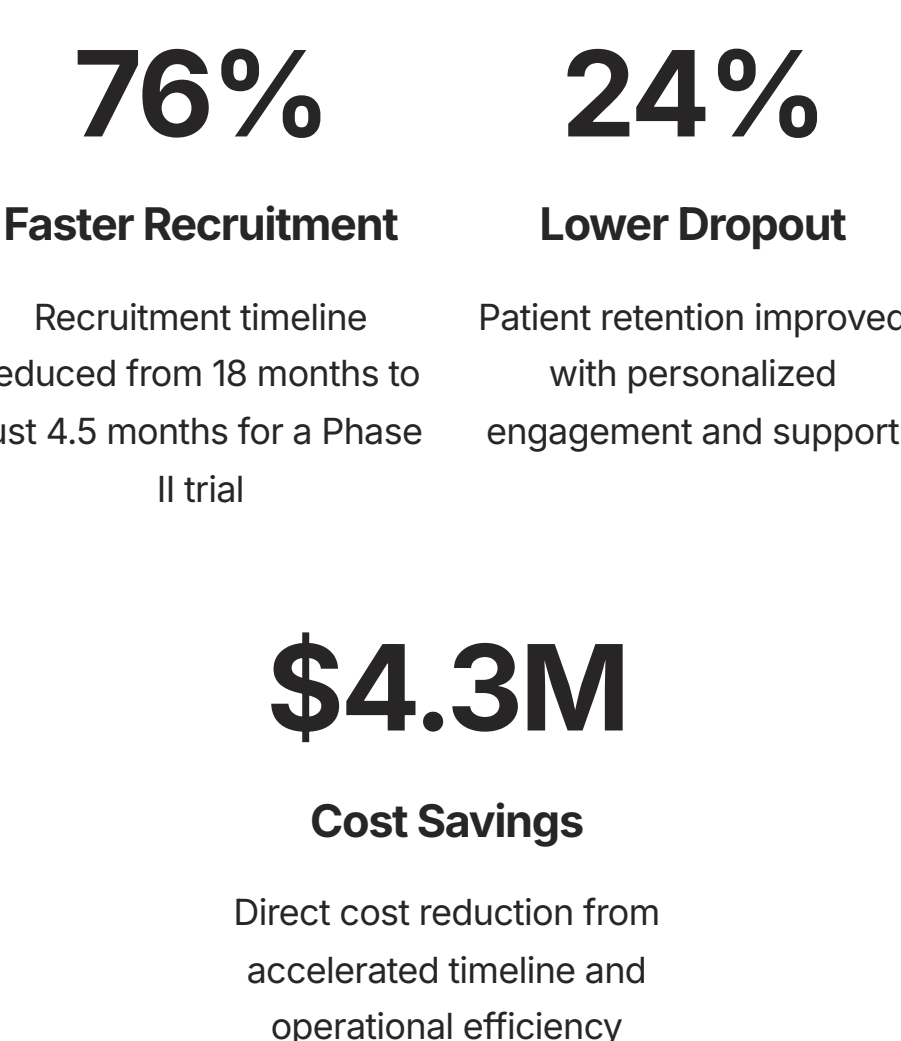 76%
24%
Faster Recruitment
Lower Dropout
Recruitment timeline
educed from 18 months to
ust 4.5 months for a Phase
II trial
Patient retention improved
with personalized
engagement and support
$4.3M
Cost Savings
Direct cost reduction from
accelerated timeline and
operational efficiency